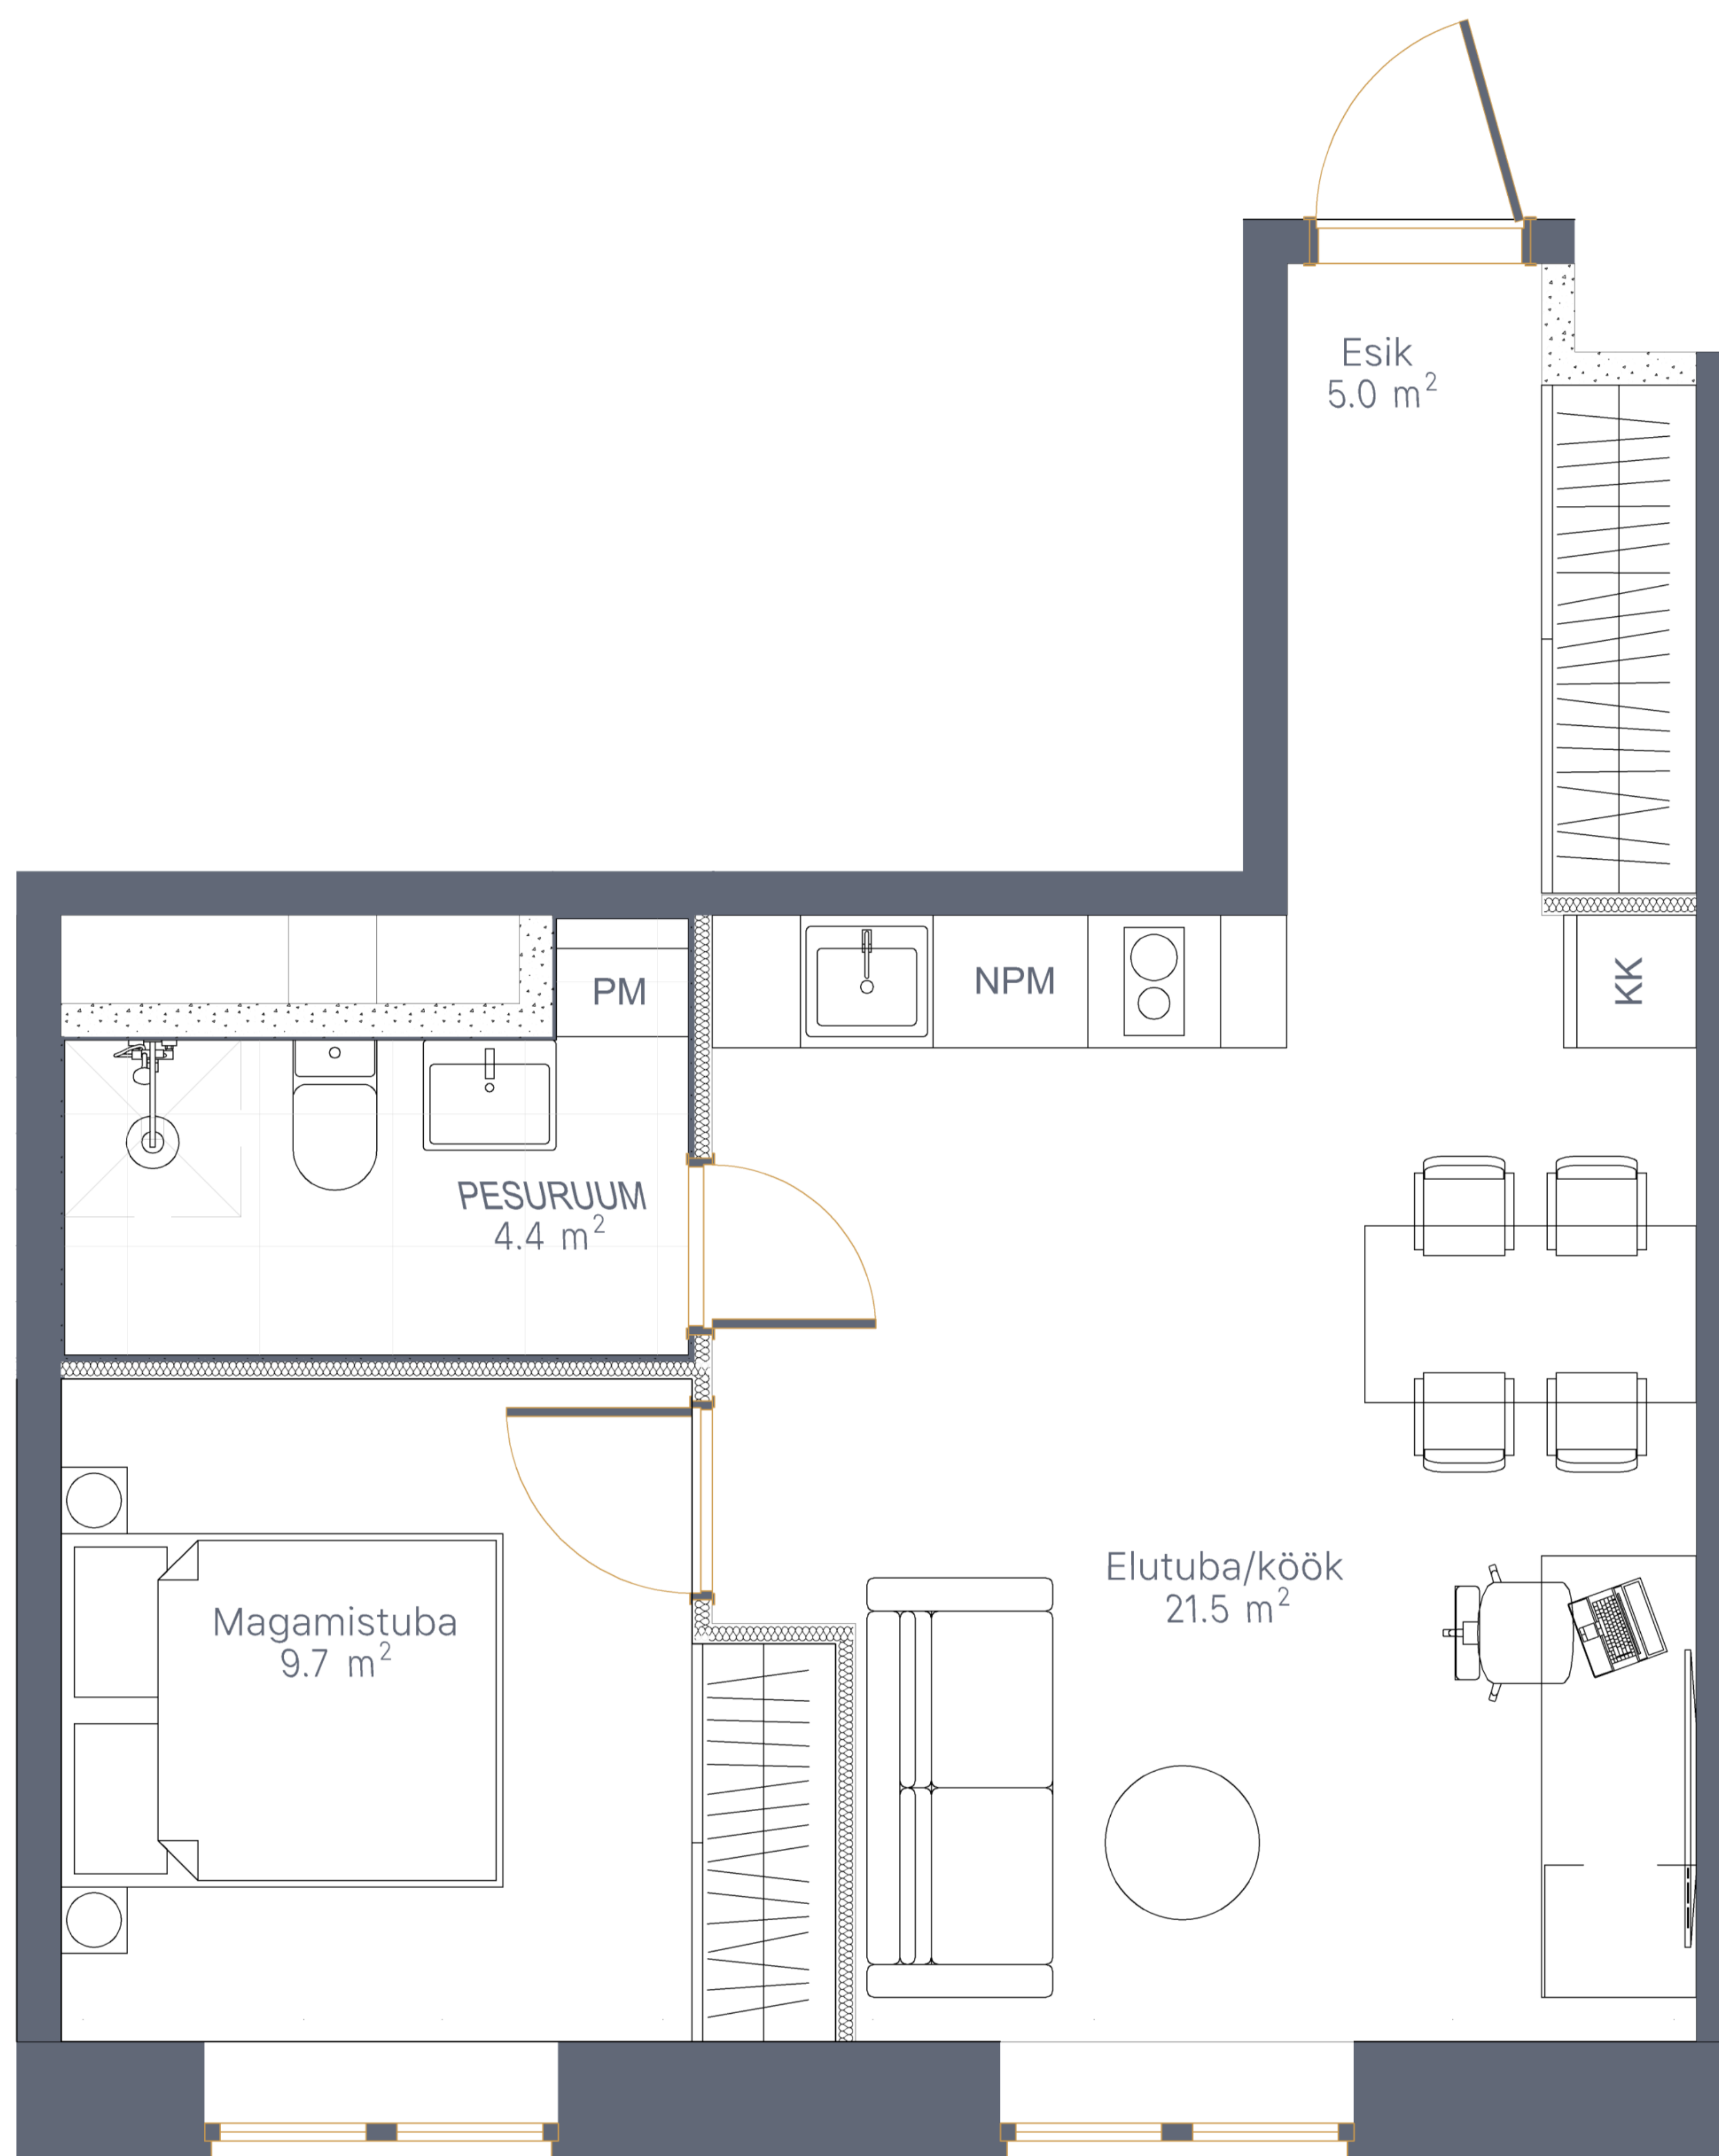 Esik
5.0 m²
PM
NPM
KK
PESURUUM
4.4 m²
Elutuba/köök
21.5 m²
Magamistuba
9.7 m²